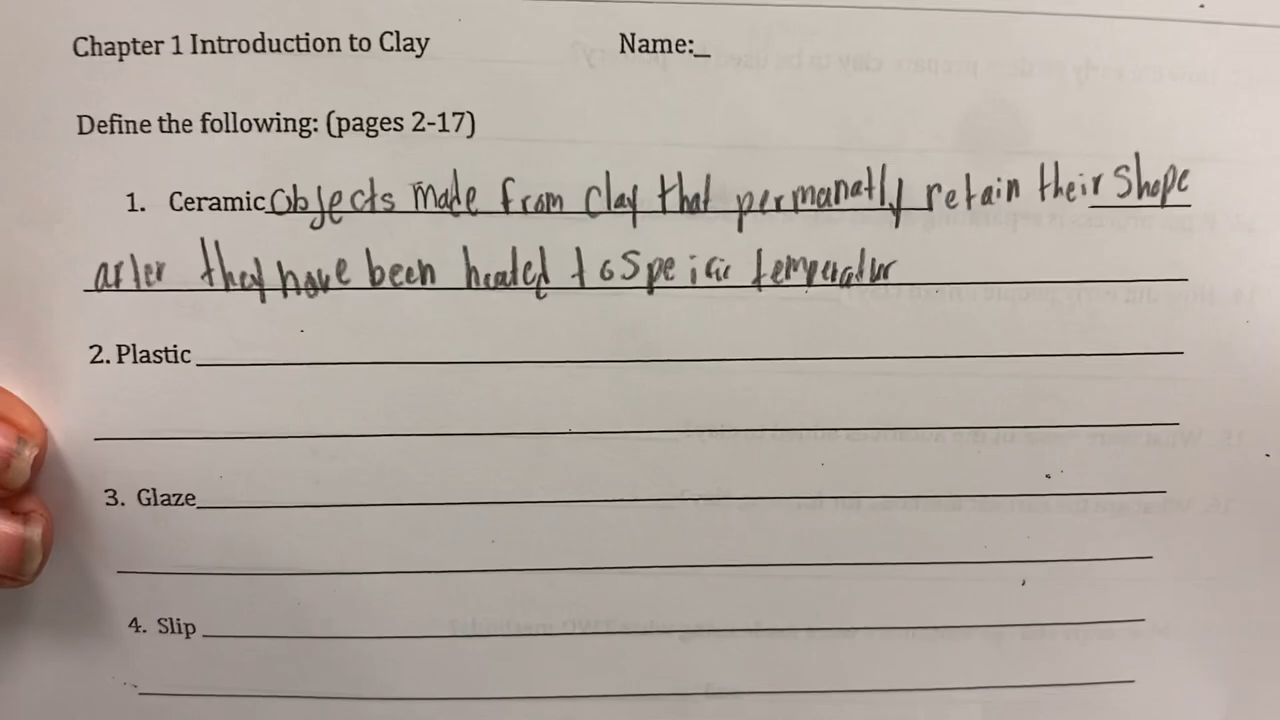 Chapter 1 Introduction to Clay Name:_
Define the following: (pages 2-17)
1. Ceramic objects made from clay that permanatly retain their shape
arler they have been heated to speific temperatur
2. Plastic
3. Glaze
4. Slip